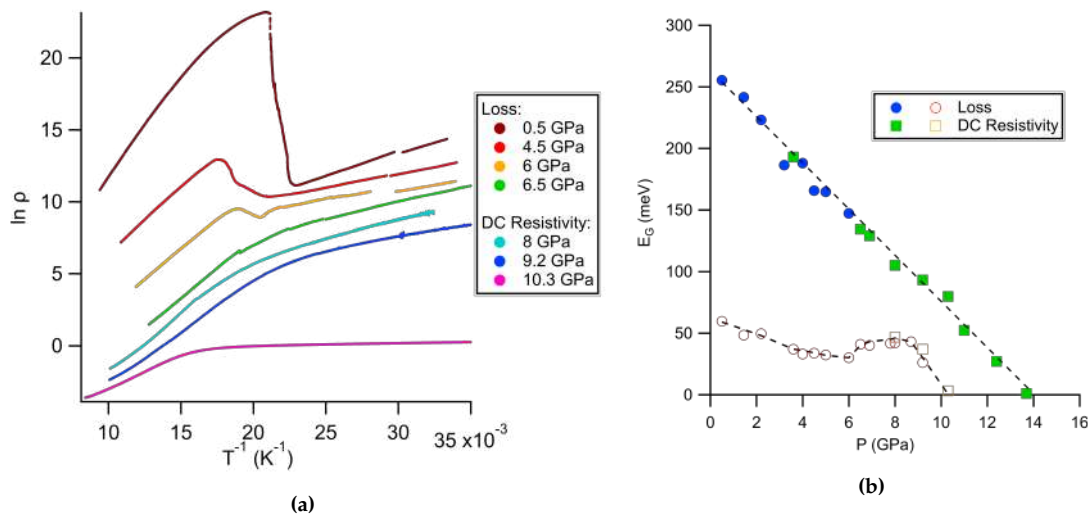 20
15
10
5
0
ln ρ
10
15
20
25
30
35 x10⁻³
T⁻¹ (K⁻¹)
Loss:
0.5 GPa
4.5 GPa
6 GPa
6.5 GPa
DC Resistivity:
8 GPa
9.2 GPa
10.3 GPa
(a)
300
250
200
150
100
50
0
E_G (meV)
0
2
4
6
8
10
12
14
16
P (GPa)
Loss
DC Resistivity
(b)